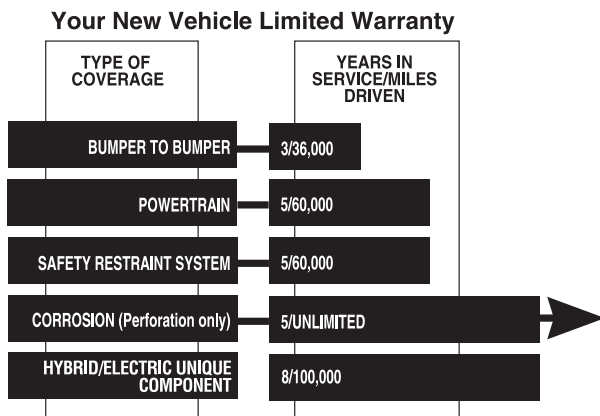 Your New Vehicle Limited Warranty
TYPE OF
COVERAGE
YEARS IN
SERVICE/MILES
DRIVEN
BUMPER TO BUMPER
3/36,000
POWERTRAIN
5/60,000
SAFETY RESTRAINT SYSTEM
5/60,000
CORROSION (Perforation only)
5/UNLIMITED
HYBRID/ELECTRIC UNIQUE
COMPONENT
8/100,000